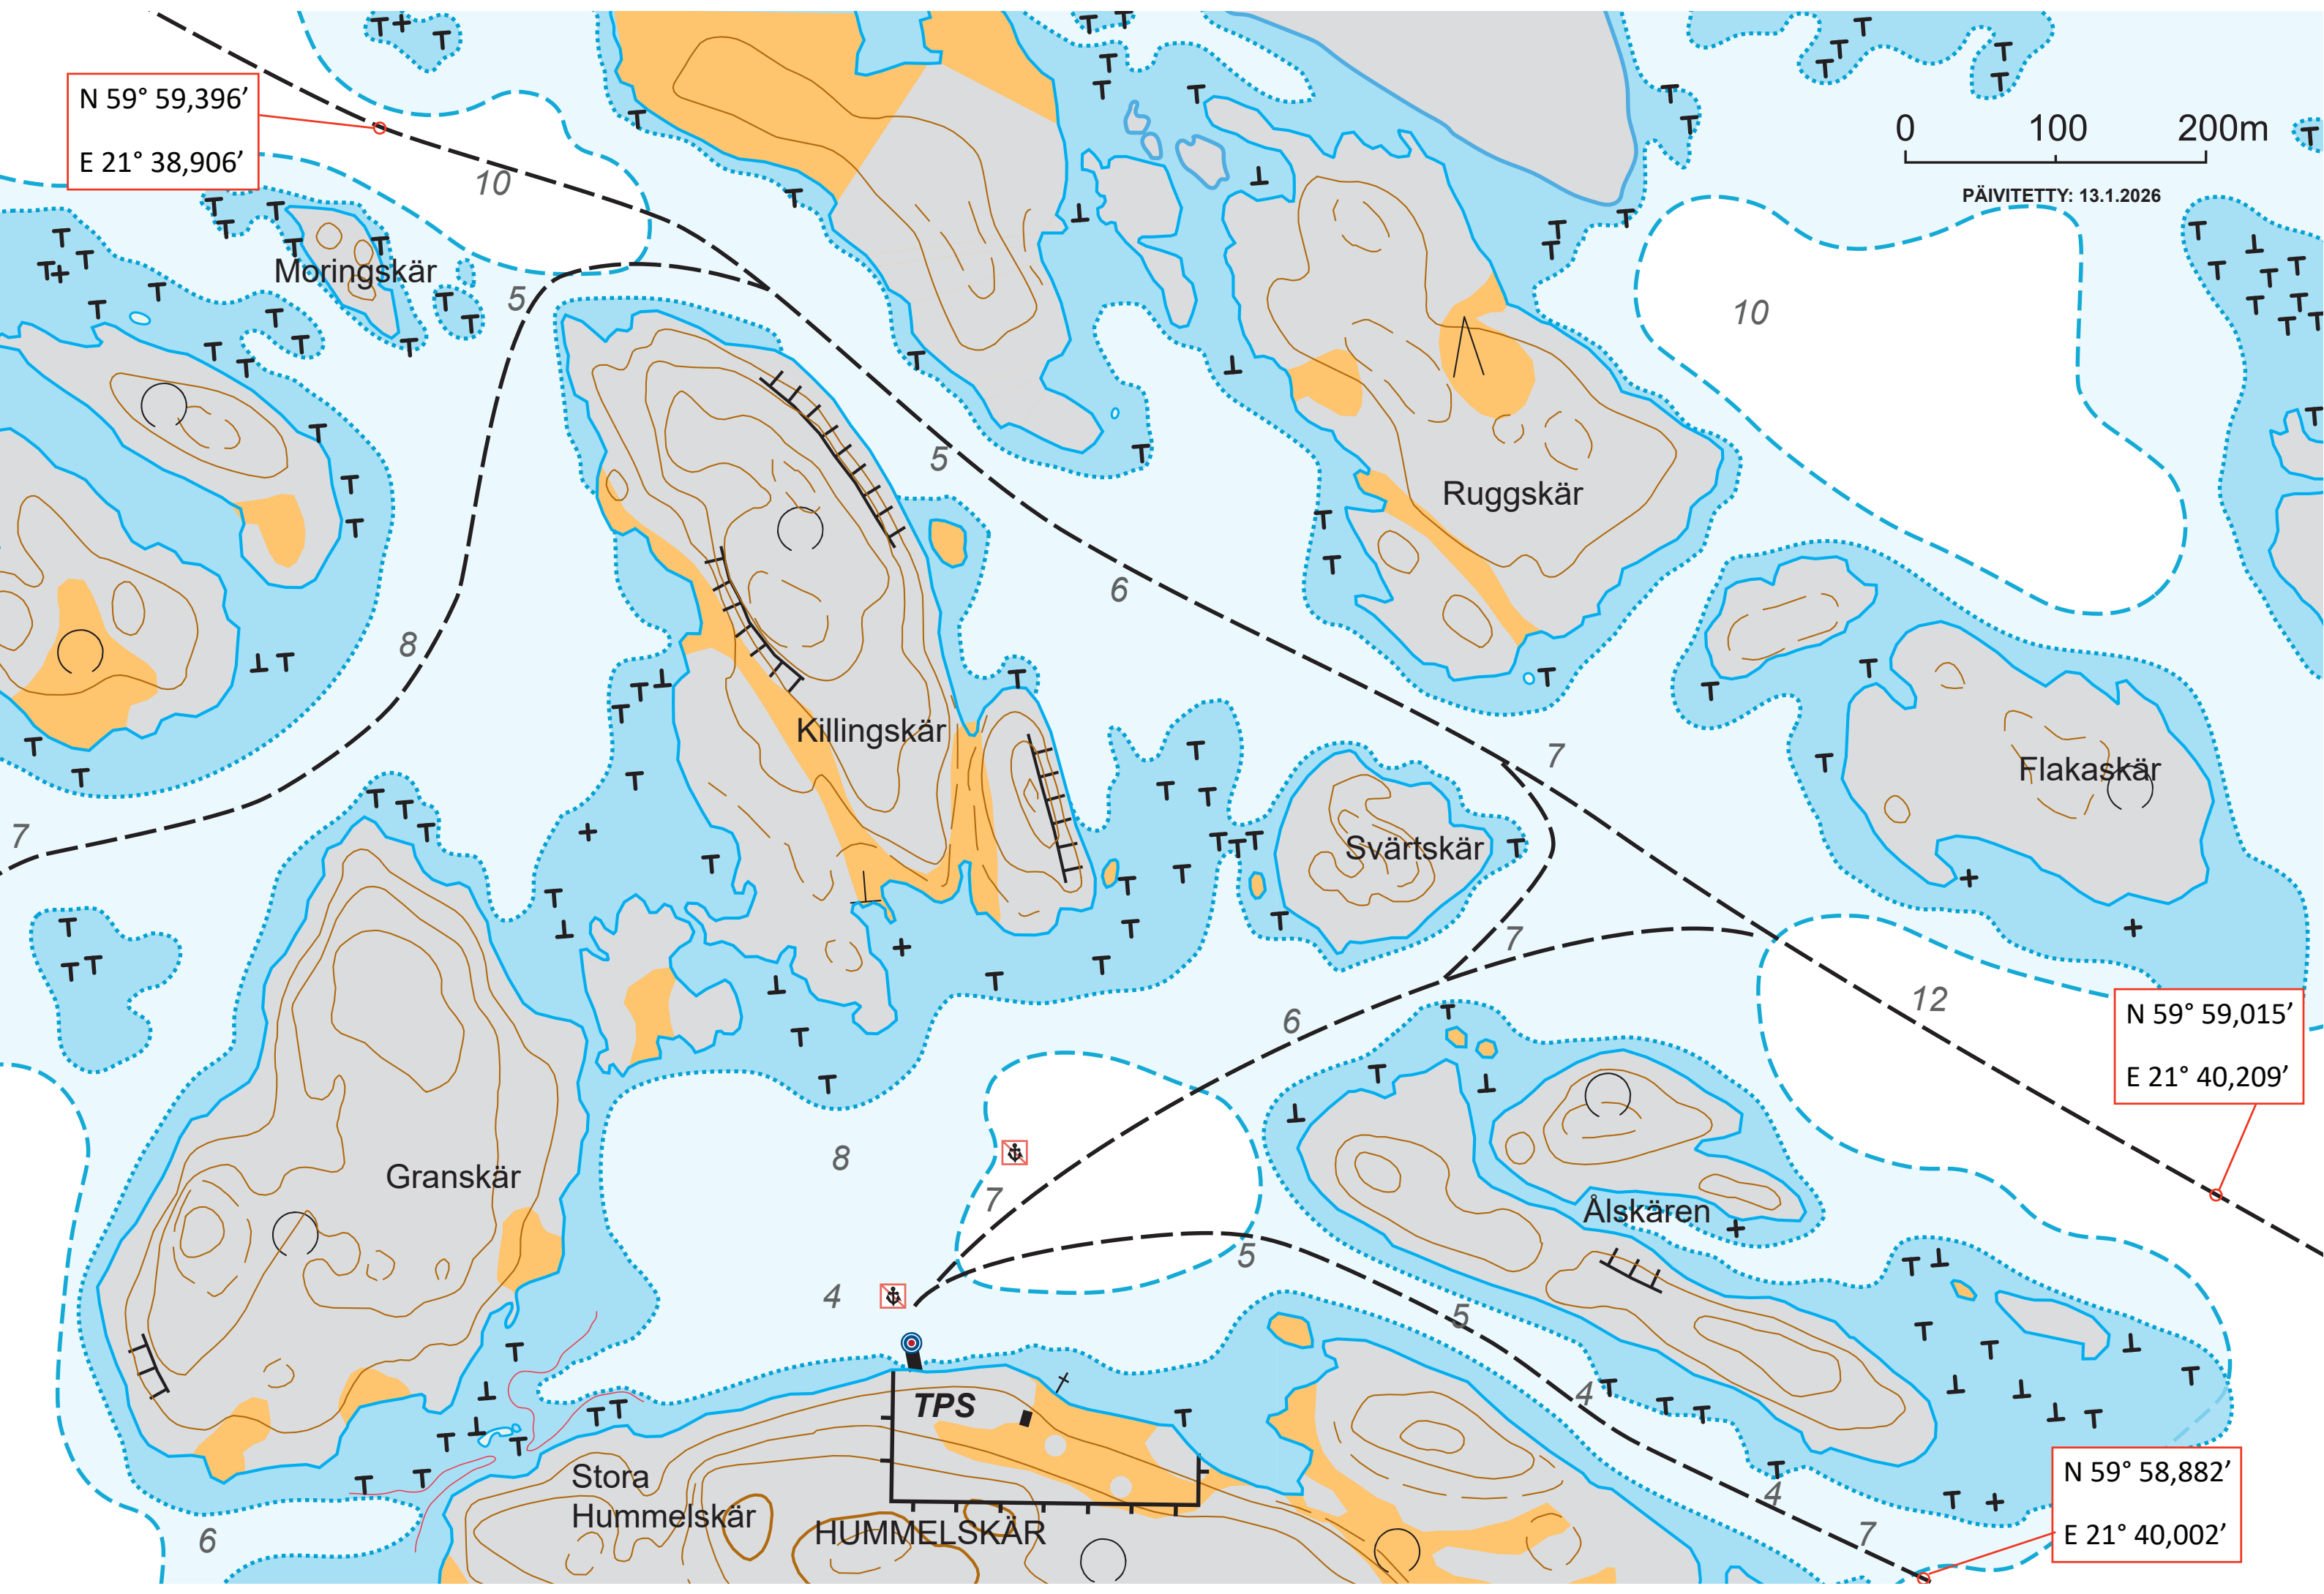 N 59° 59,396’
E 21° 38,906’
0 100 200m
PÄIVITETTY: 13.1.2026
10
Moringskär
5
10
5
Ruggskär
6
8
Killingskär
7
Flakaskär
7
Svärtskär
7
12
N 59° 59,015’
E 21° 40,209’
6
8
Granskär
7
Ålskären
5
4
5
TPS
4
Stora
Hummelskär
HUMMELSKÄR
N 59° 58,882’
E 21° 40,002’
4
7
6